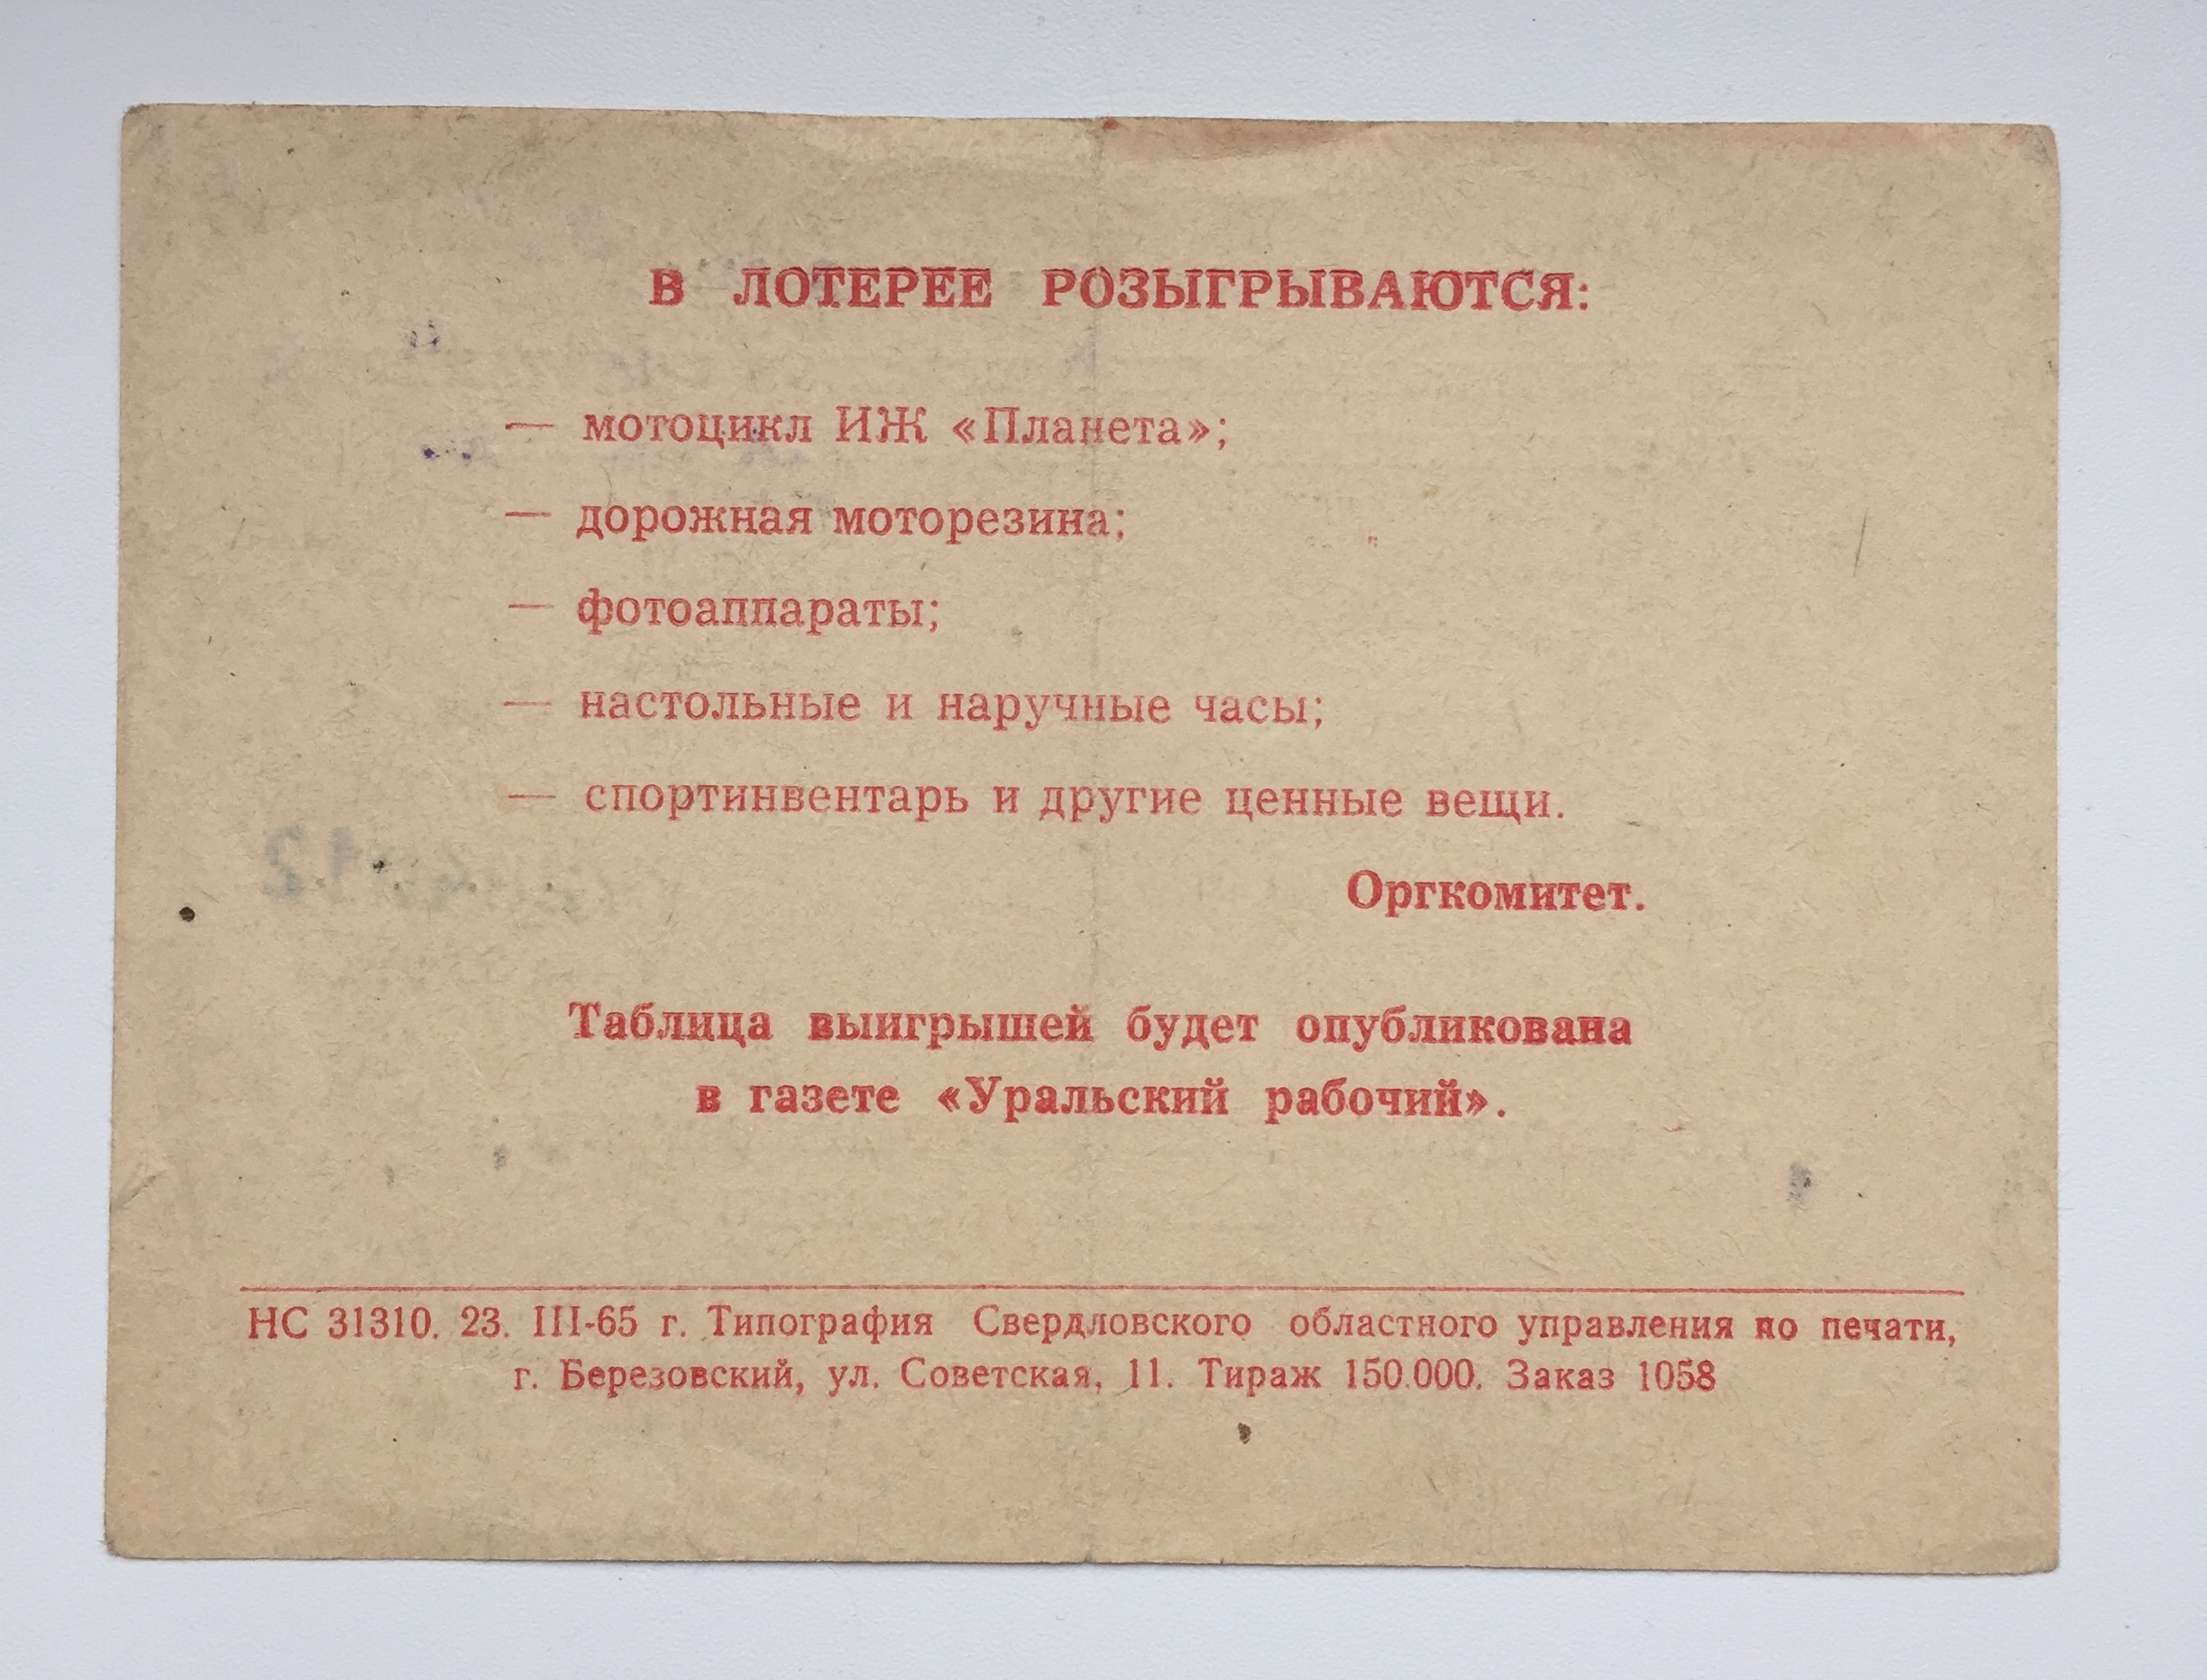 В ЛОТЕРЕЕ РОЗЫГРЫВАЮТСЯ:
— мотоцикл ИЖ «Планета»;
— дорожная моторезина;
— фотоаппараты;
— настольные и наручные часы;
— спортинвентарь и другие ценные вещи.
Оргкомитет.
Таблица выигрышей будет опубликована
в газете «Уральский рабочий».
НС 31310. 23. III-65 г. Типография Свердловского областного управления по печати,
г. Березовский, ул. Советская, 11. Тираж 150.000. Заказ 1058